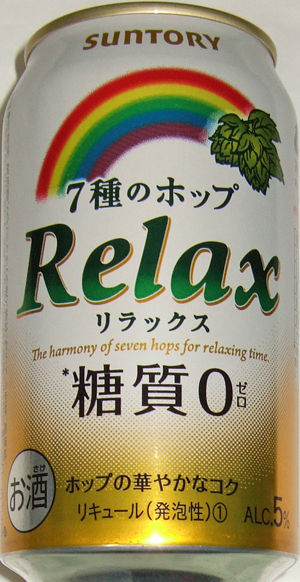 SUNTORY
7種のホップ
Relax
リラックス
The harmony of seven hops for relaxing time.
*糖質0
ゼロ
お酒
さけ
ホップの華やかなコク
リキュール(発泡性)①
ALC.5%